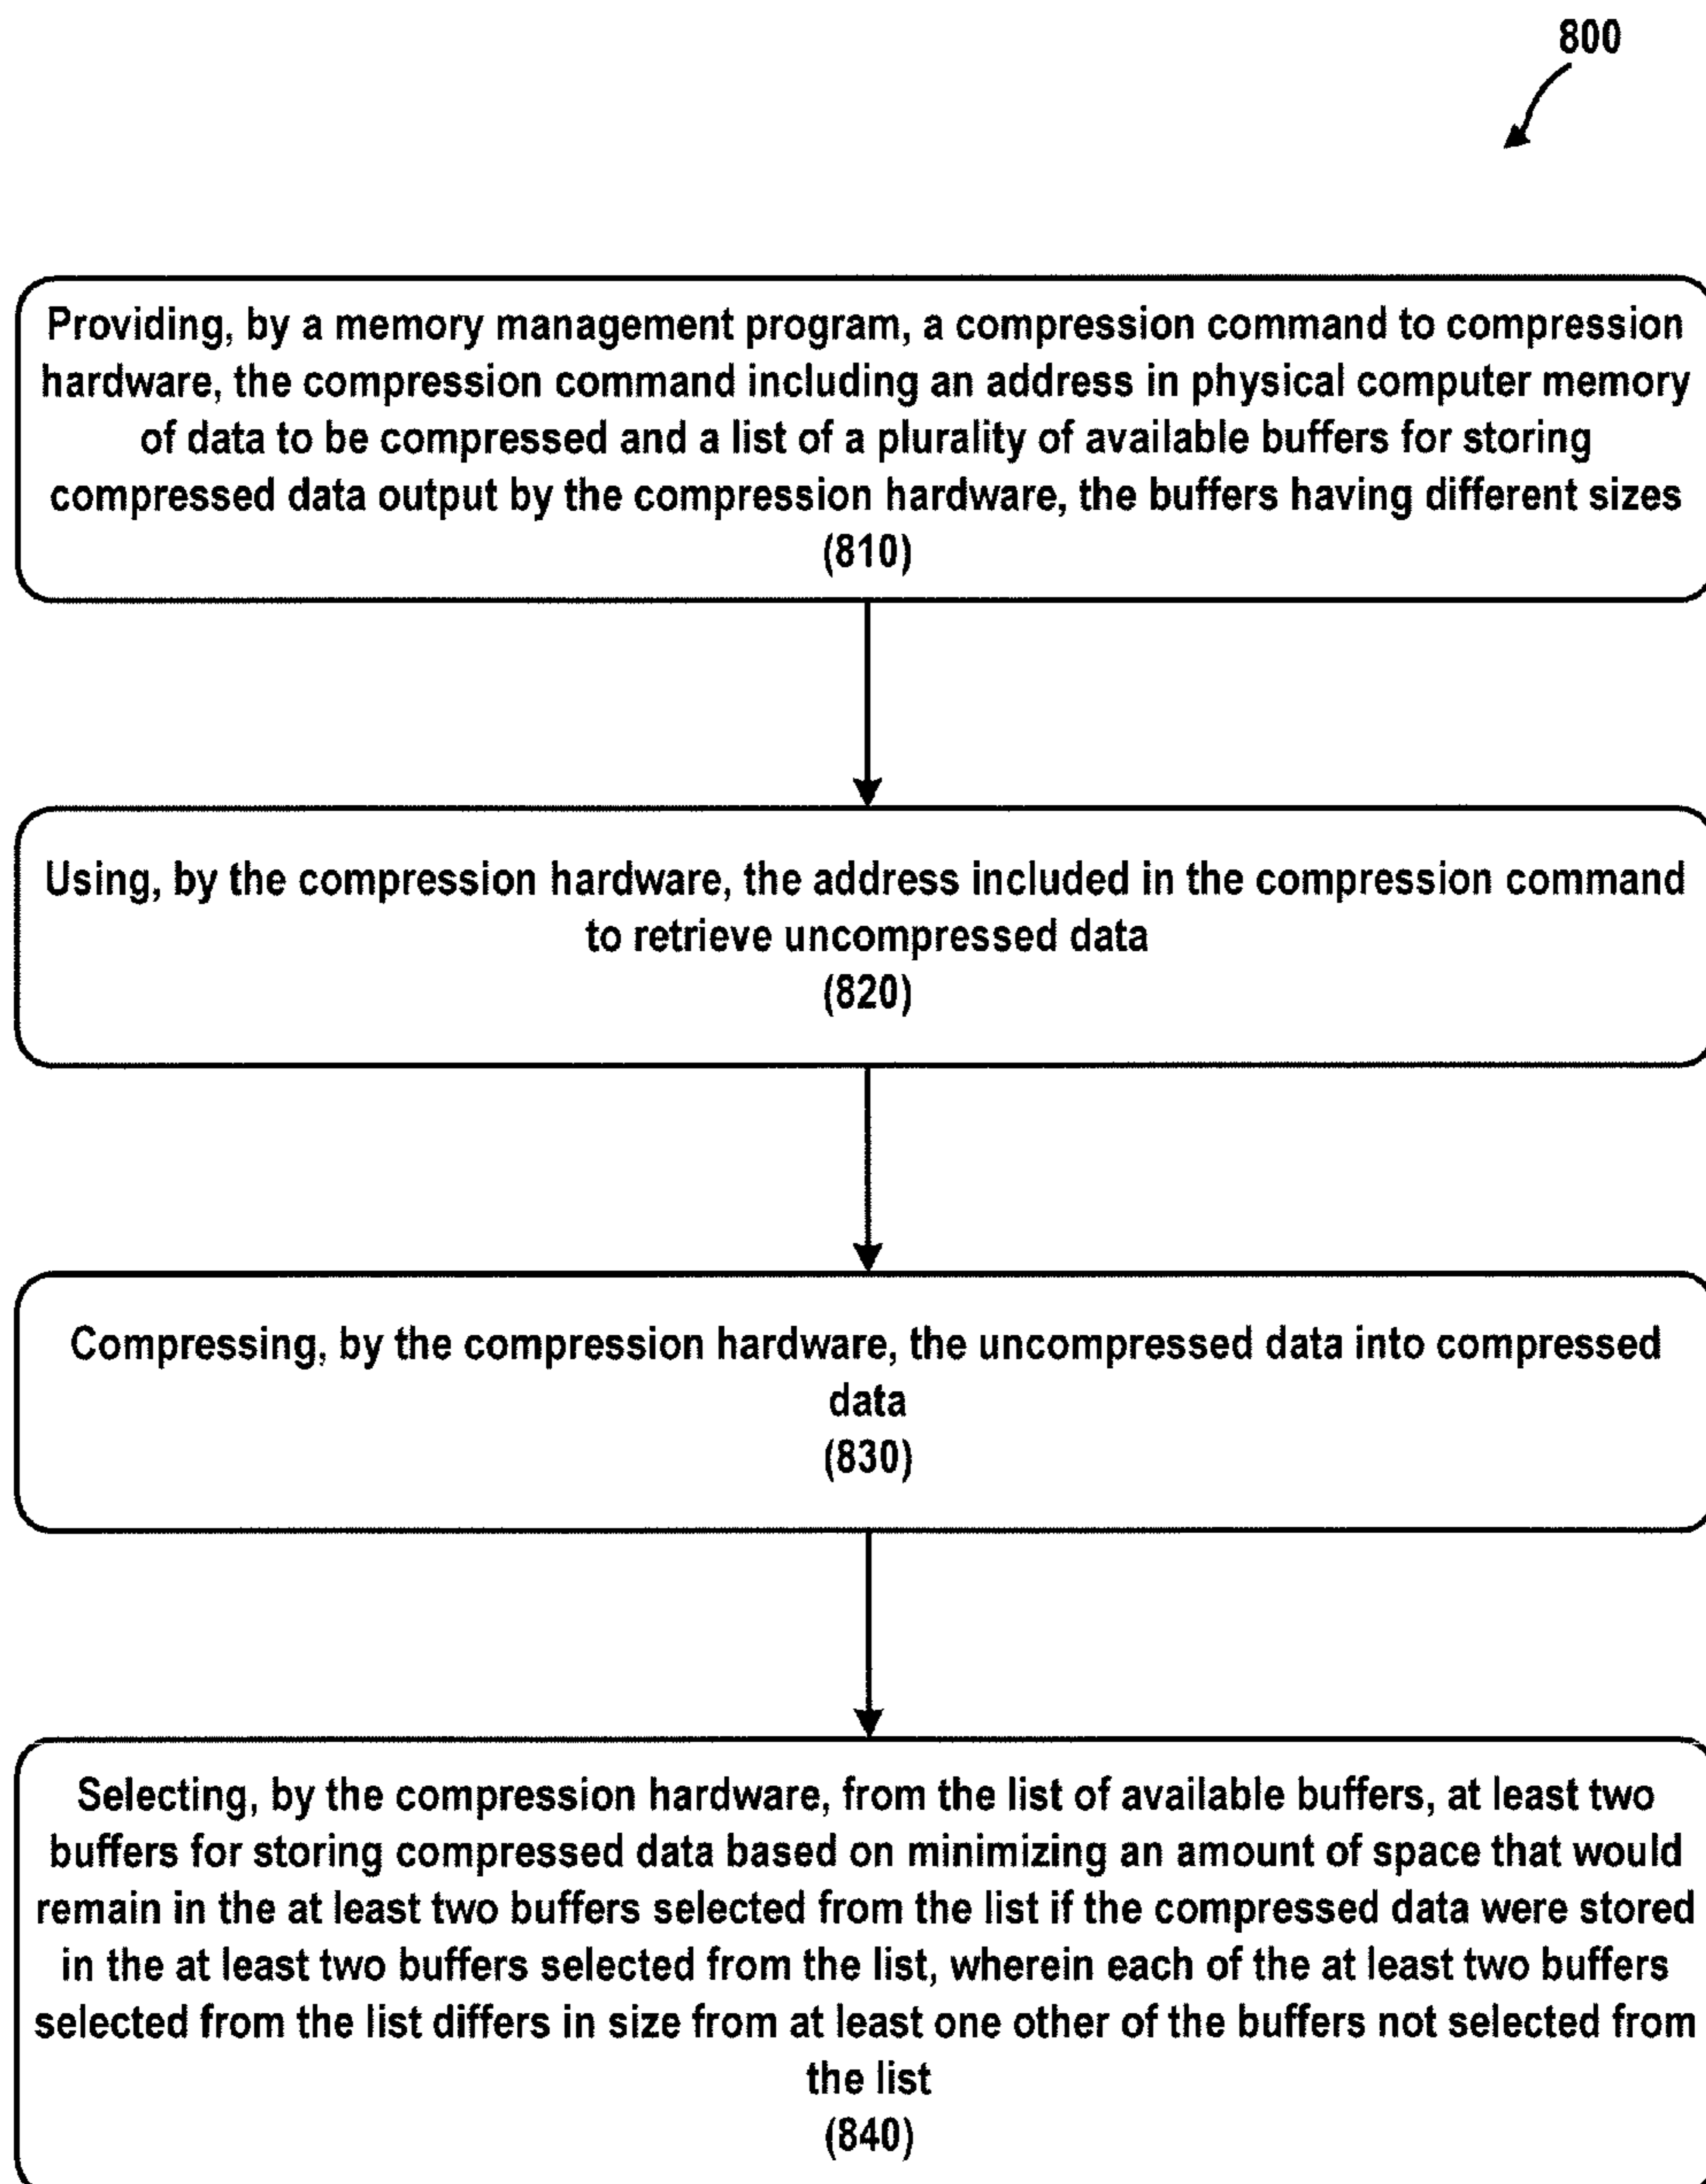 800
Providing, by a memory management program, a compression command to compression
hardware, the compression command including an address in physical computer memory
of data to be compressed and a list of a plurality of available buffers for storing
compressed data output by the compression hardware, the buffers having different sizes
(810)
Using, by the compression hardware, the address included in the compression command
to retrieve uncompressed data
(820)
Compressing, by the compression hardware, the uncompressed data into compressed
data
(830)
Selecting, by the compression hardware, from the list of available buffers, at least two
buffers for storing compressed data based on minimizing an amount of space that would
remain in the at least two buffers selected from the list if the compressed data were stored
in the at least two buffers selected from the list, wherein each of the at least two buffers
selected from the list differs in size from at least one other of the buffers not selected from
the list
(840)